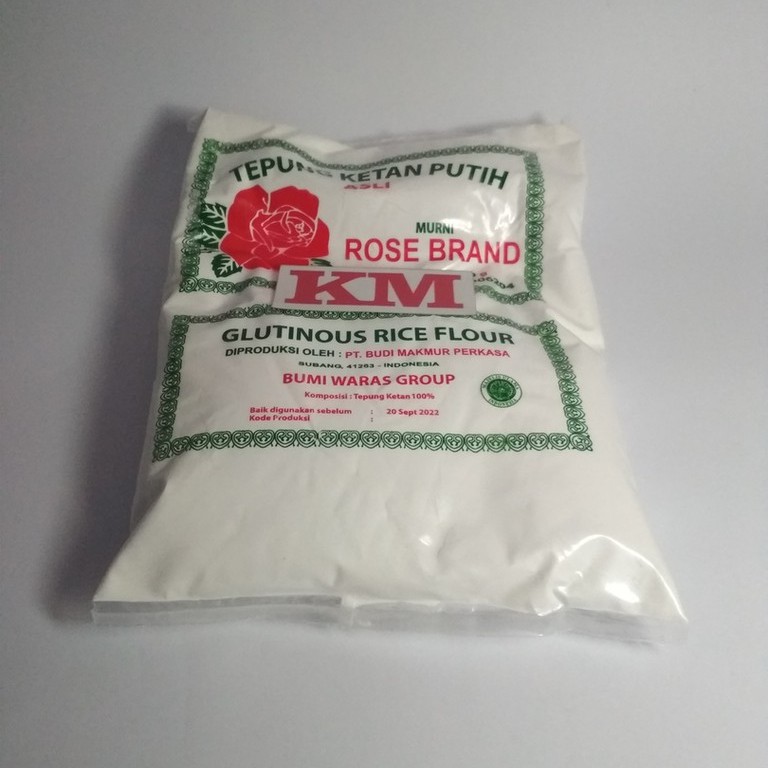 TEPUNG KETAN PUTIH
ASLI
MURNI
ROSE BRAND
KM
GLUTINOUS RICE FLOUR
DIPRODUKSI OLEH : PT. BUDI MAKMUR PERKASA
SUBANG, 41263 - INDONESIA
BUMI WARAS GROUP
Komposisi : Tepung Ketan 100%
Baik digunakan sebelum : 20 Sept 2022
Kode Produksi :